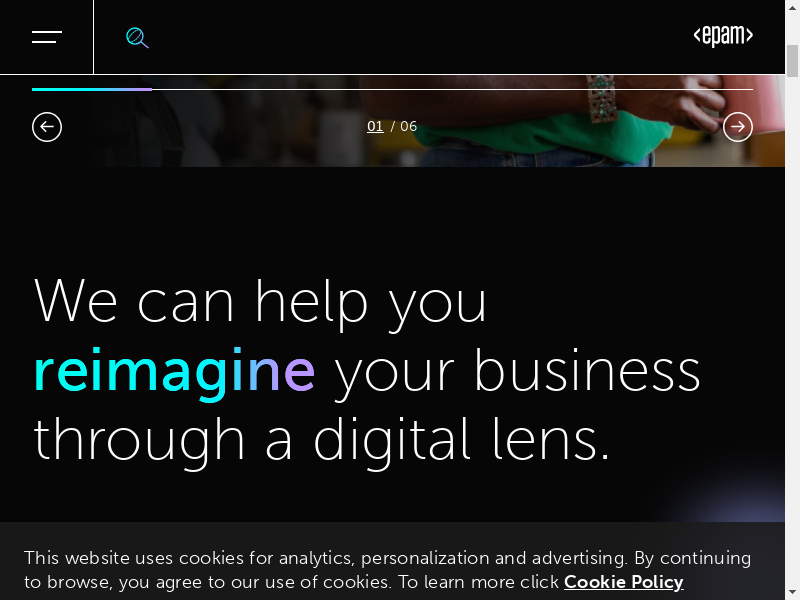 <epam>
01 / 06
We can help you
reimagine your business
through a digital lens.
This website uses cookies for analytics, personalization and advertising. By continuing
to browse, you agree to our use of cookies. To learn more click Cookie Policy